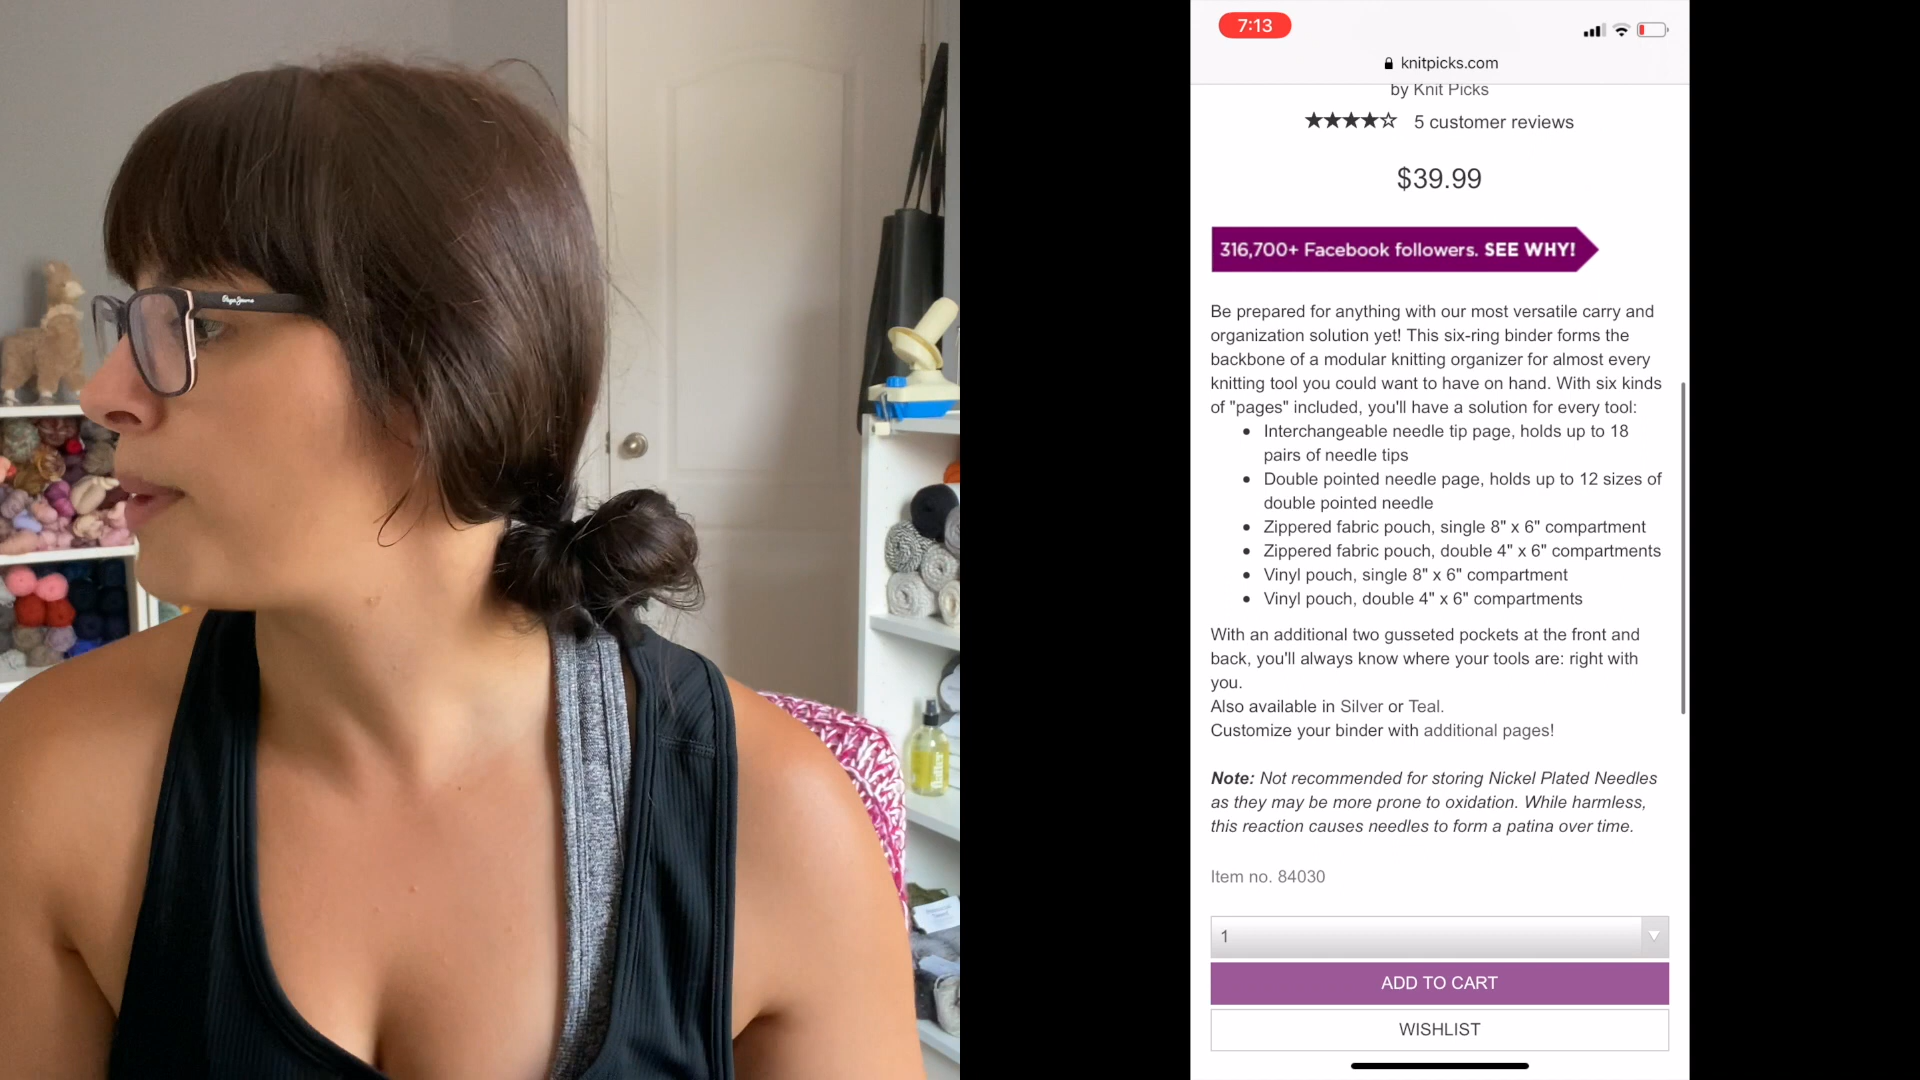 Pepe Jeans
flatter
7:13
knitpicks.com
by Knit Picks
5 customer reviews
$39.99
316,700+ Facebook followers. SEE WHY!
Be prepared for anything with our most versatile carry and
organization solution yet! This six-ring binder forms the
backbone of a modular knitting organizer for almost every
knitting tool you could want to have on hand. With six kinds
of "pages" included, you'll have a solution for every tool:
• Interchangeable needle tip page, holds up to 18
pairs of needle tips
• Double pointed needle page, holds up to 12 sizes of
double pointed needle
• Zippered fabric pouch, single 8" x 6" compartment
• Zippered fabric pouch, double 4" x 6" compartments
• Vinyl pouch, single 8" x 6" compartment
• Vinyl pouch, double 4" x 6" compartments
With an additional two gusseted pockets at the front and
back, you'll always know where your tools are: right with
you.
Also available in Silver or Teal.
Customize your binder with additional pages!
Note: Not recommended for storing Nickel Plated Needles
as they may be more prone to oxidation. While harmless,
this reaction causes needles to form a patina over time.
Item no. 84030
1
ADD TO CART
WISHLIST